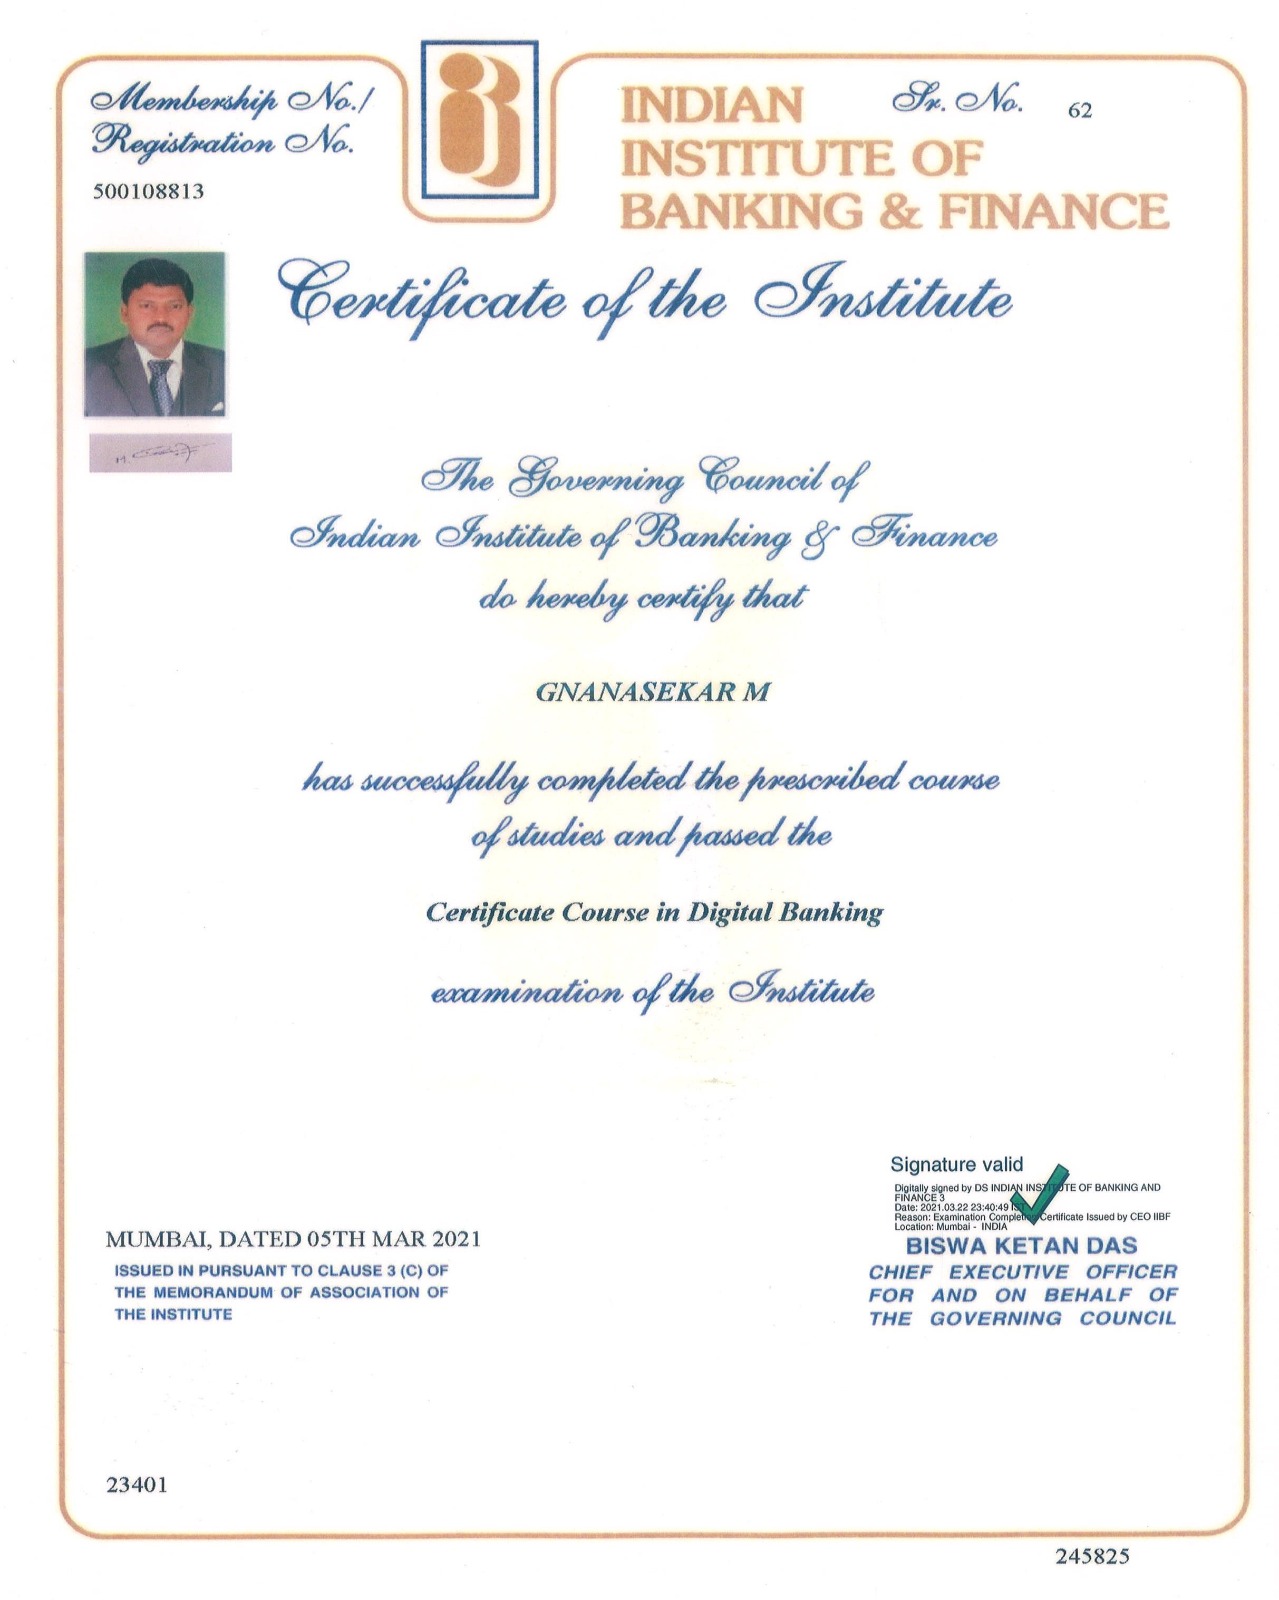 Membership No./
Registration No.
500108813
INDIAN
INSTITUTE OF
BANKING & FINANCE
Sr. No. 62
Certificate of the Institute
M.
The Governing Council of
Indian Institute of Banking & Finance
do hereby certify that
GNANASEKAR M
has successfully completed the prescribed course
of studies and passed the
Certificate Course in Digital Banking
examination of the Institute
Signature valid
Digitally signed by DS INDIAN INSTITUTE OF BANKING AND
FINANCE 3
Date: 2021.03.22 23:40:49 IST
Reason: Examination Completion Certificate Issued by CEO IIBF
Location: Mumbai - INDIA
BISWA KETAN DAS
CHIEF EXECUTIVE OFFICER
FOR AND ON BEHALF OF
THE GOVERNING COUNCIL
MUMBAI, DATED 05TH MAR 2021
ISSUED IN PURSUANT TO CLAUSE 3 (C) OF
THE MEMORANDUM OF ASSOCIATION OF
THE INSTITUTE
23401
245825